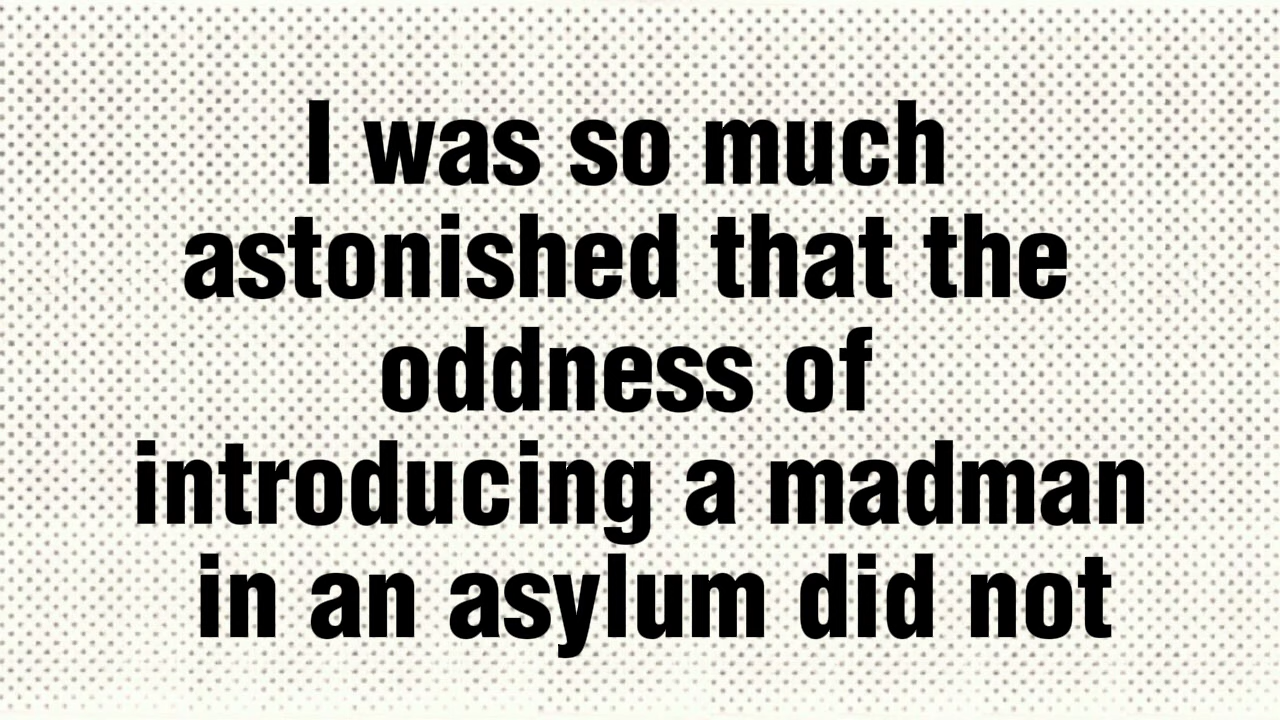 I was so much
astonished that the
oddness of
introducing a madman
in an asylum did not